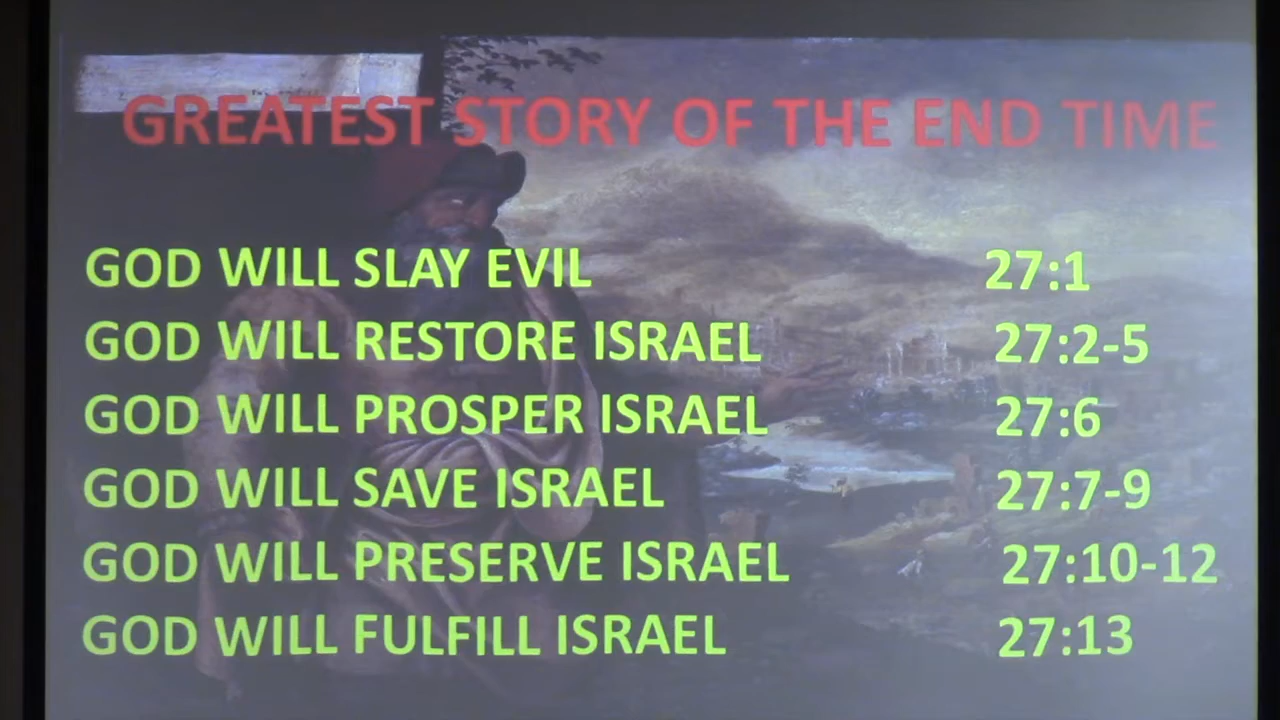 GREATEST STORY OF THE END TIME
GOD WILL SLAY EVIL 27:1
GOD WILL RESTORE ISRAEL 27:2-5
GOD WILL PROSPER ISRAEL 27:6
GOD WILL SAVE ISRAEL 27:7-9
GOD WILL PRESERVE ISRAEL 27:10-12
GOD WILL FULFILL ISRAEL 27:13